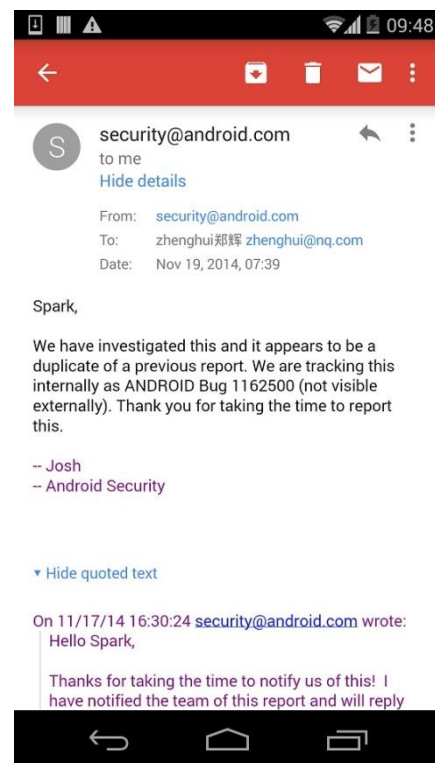 09:48
S
security@android.com
to me
Hide details
From: security@android.com
To: zhenghui郑辉 zhenghui@nq.com
Date: Nov 19, 2014, 07:39
Spark,
We have investigated this and it appears to be a
duplicate of a previous report. We are tracking this
internally as ANDROID Bug 1162500 (not visible
externally). Thank you for taking the time to report
this.
-- Josh
-- Android Security
Hide quoted text
On 11/17/14 16:30:24 security@android.com wrote:
Hello Spark,
Thanks for taking the time to notify us of this! I
have notified the team of this report and will reply